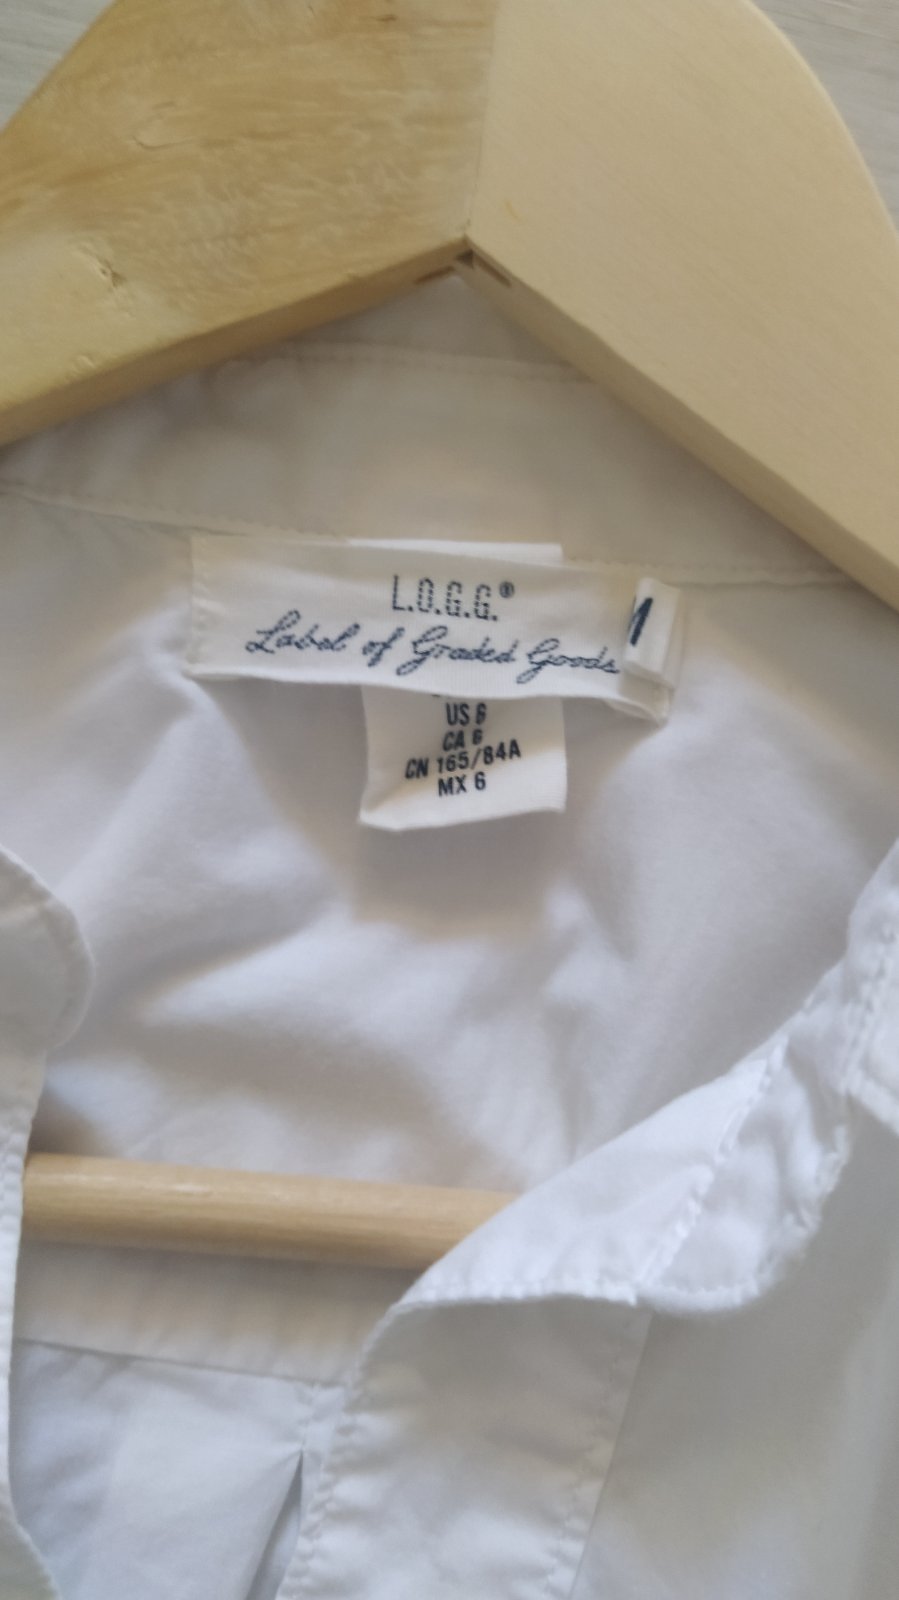 L.O.G.G.®
Label of Graded Goods
US 6
CA 6
CN 165/84A
MX 6